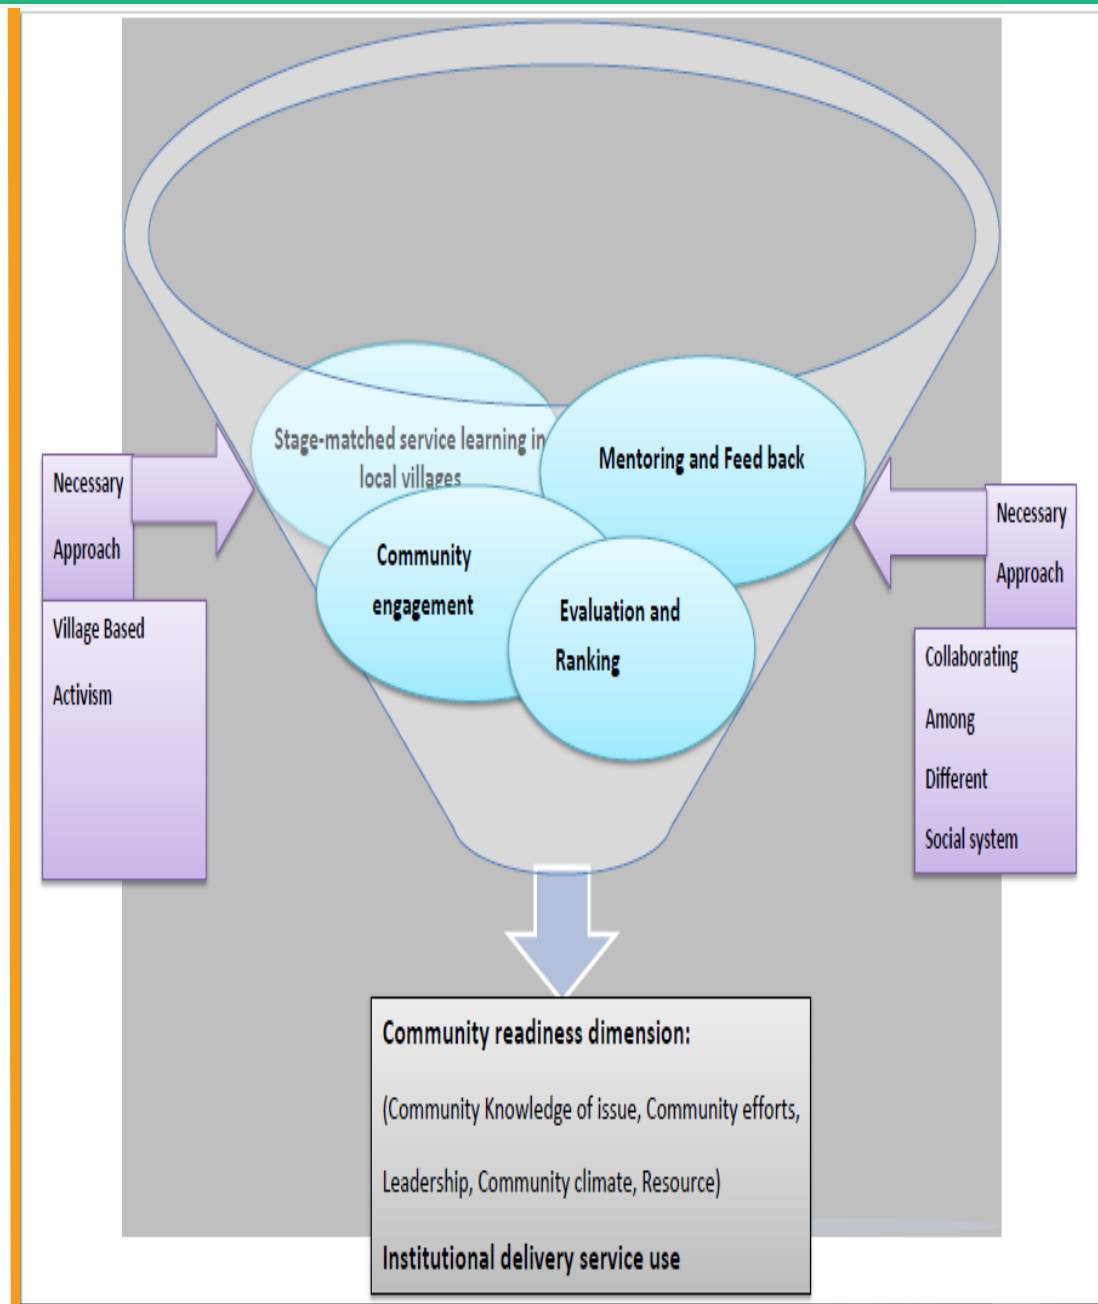 Stage-matched service learning in
local villages
Mentoring and Feed back
Community
engagement
Evaluation and
Ranking
Necessary
Approach
Village Based
Activism
Necessary
Approach
Collaborating
Among
Different
Social system
Community readiness dimension:
(Community Knowledge of issue, Community efforts,
Leadership, Community climate, Resource)
Institutional delivery service use